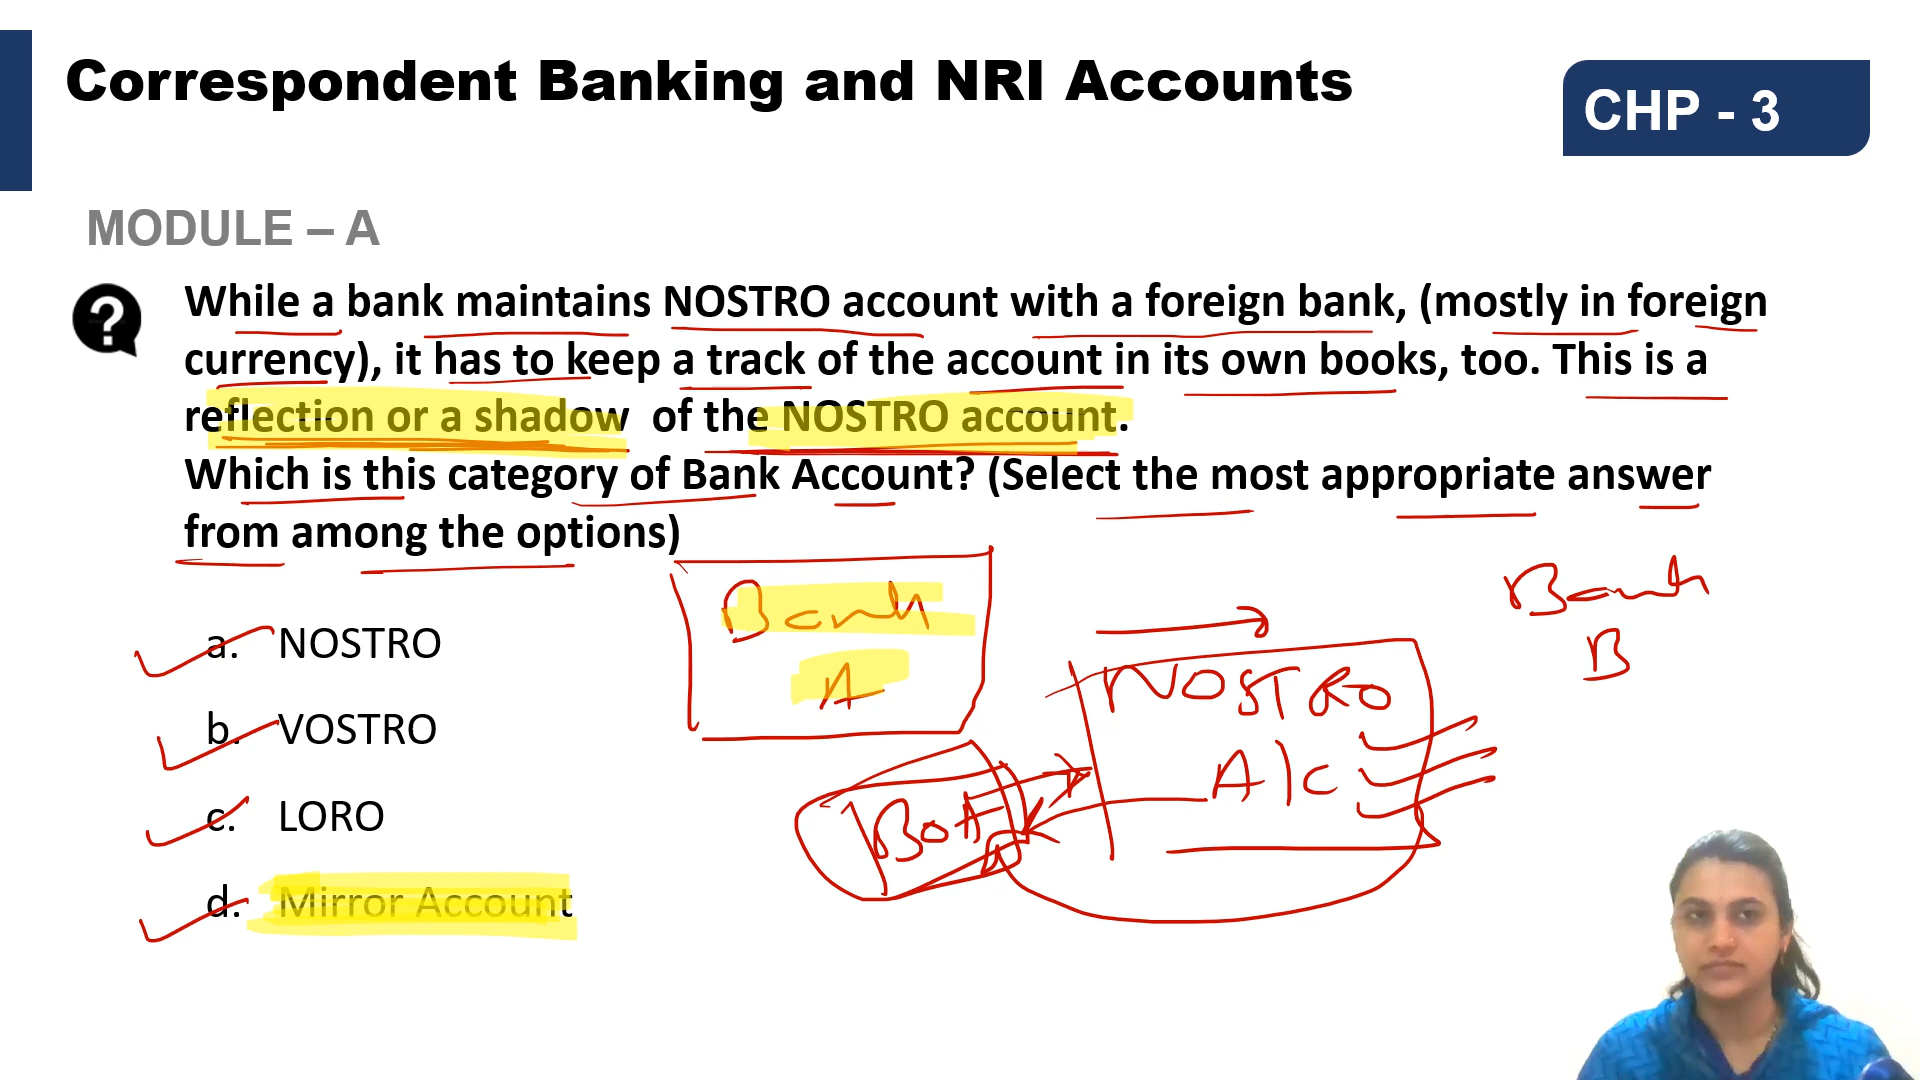 Correspondent Banking and NRI Accounts
CHP - 3
MODULE – A
While a bank maintains NOSTRO account with a foreign bank, (mostly in foreign
currency), it has to keep a track of the account in its own books, too. This is a
reflection or a shadow of the NOSTRO account.
Which is this category of Bank Account? (Select the most appropriate answer
from among the options)
a. NOSTRO
b. VOSTRO
c. LORO
d. Mirror Account
Bank
A
Bank
B
NOSTRO
A/c
BOA